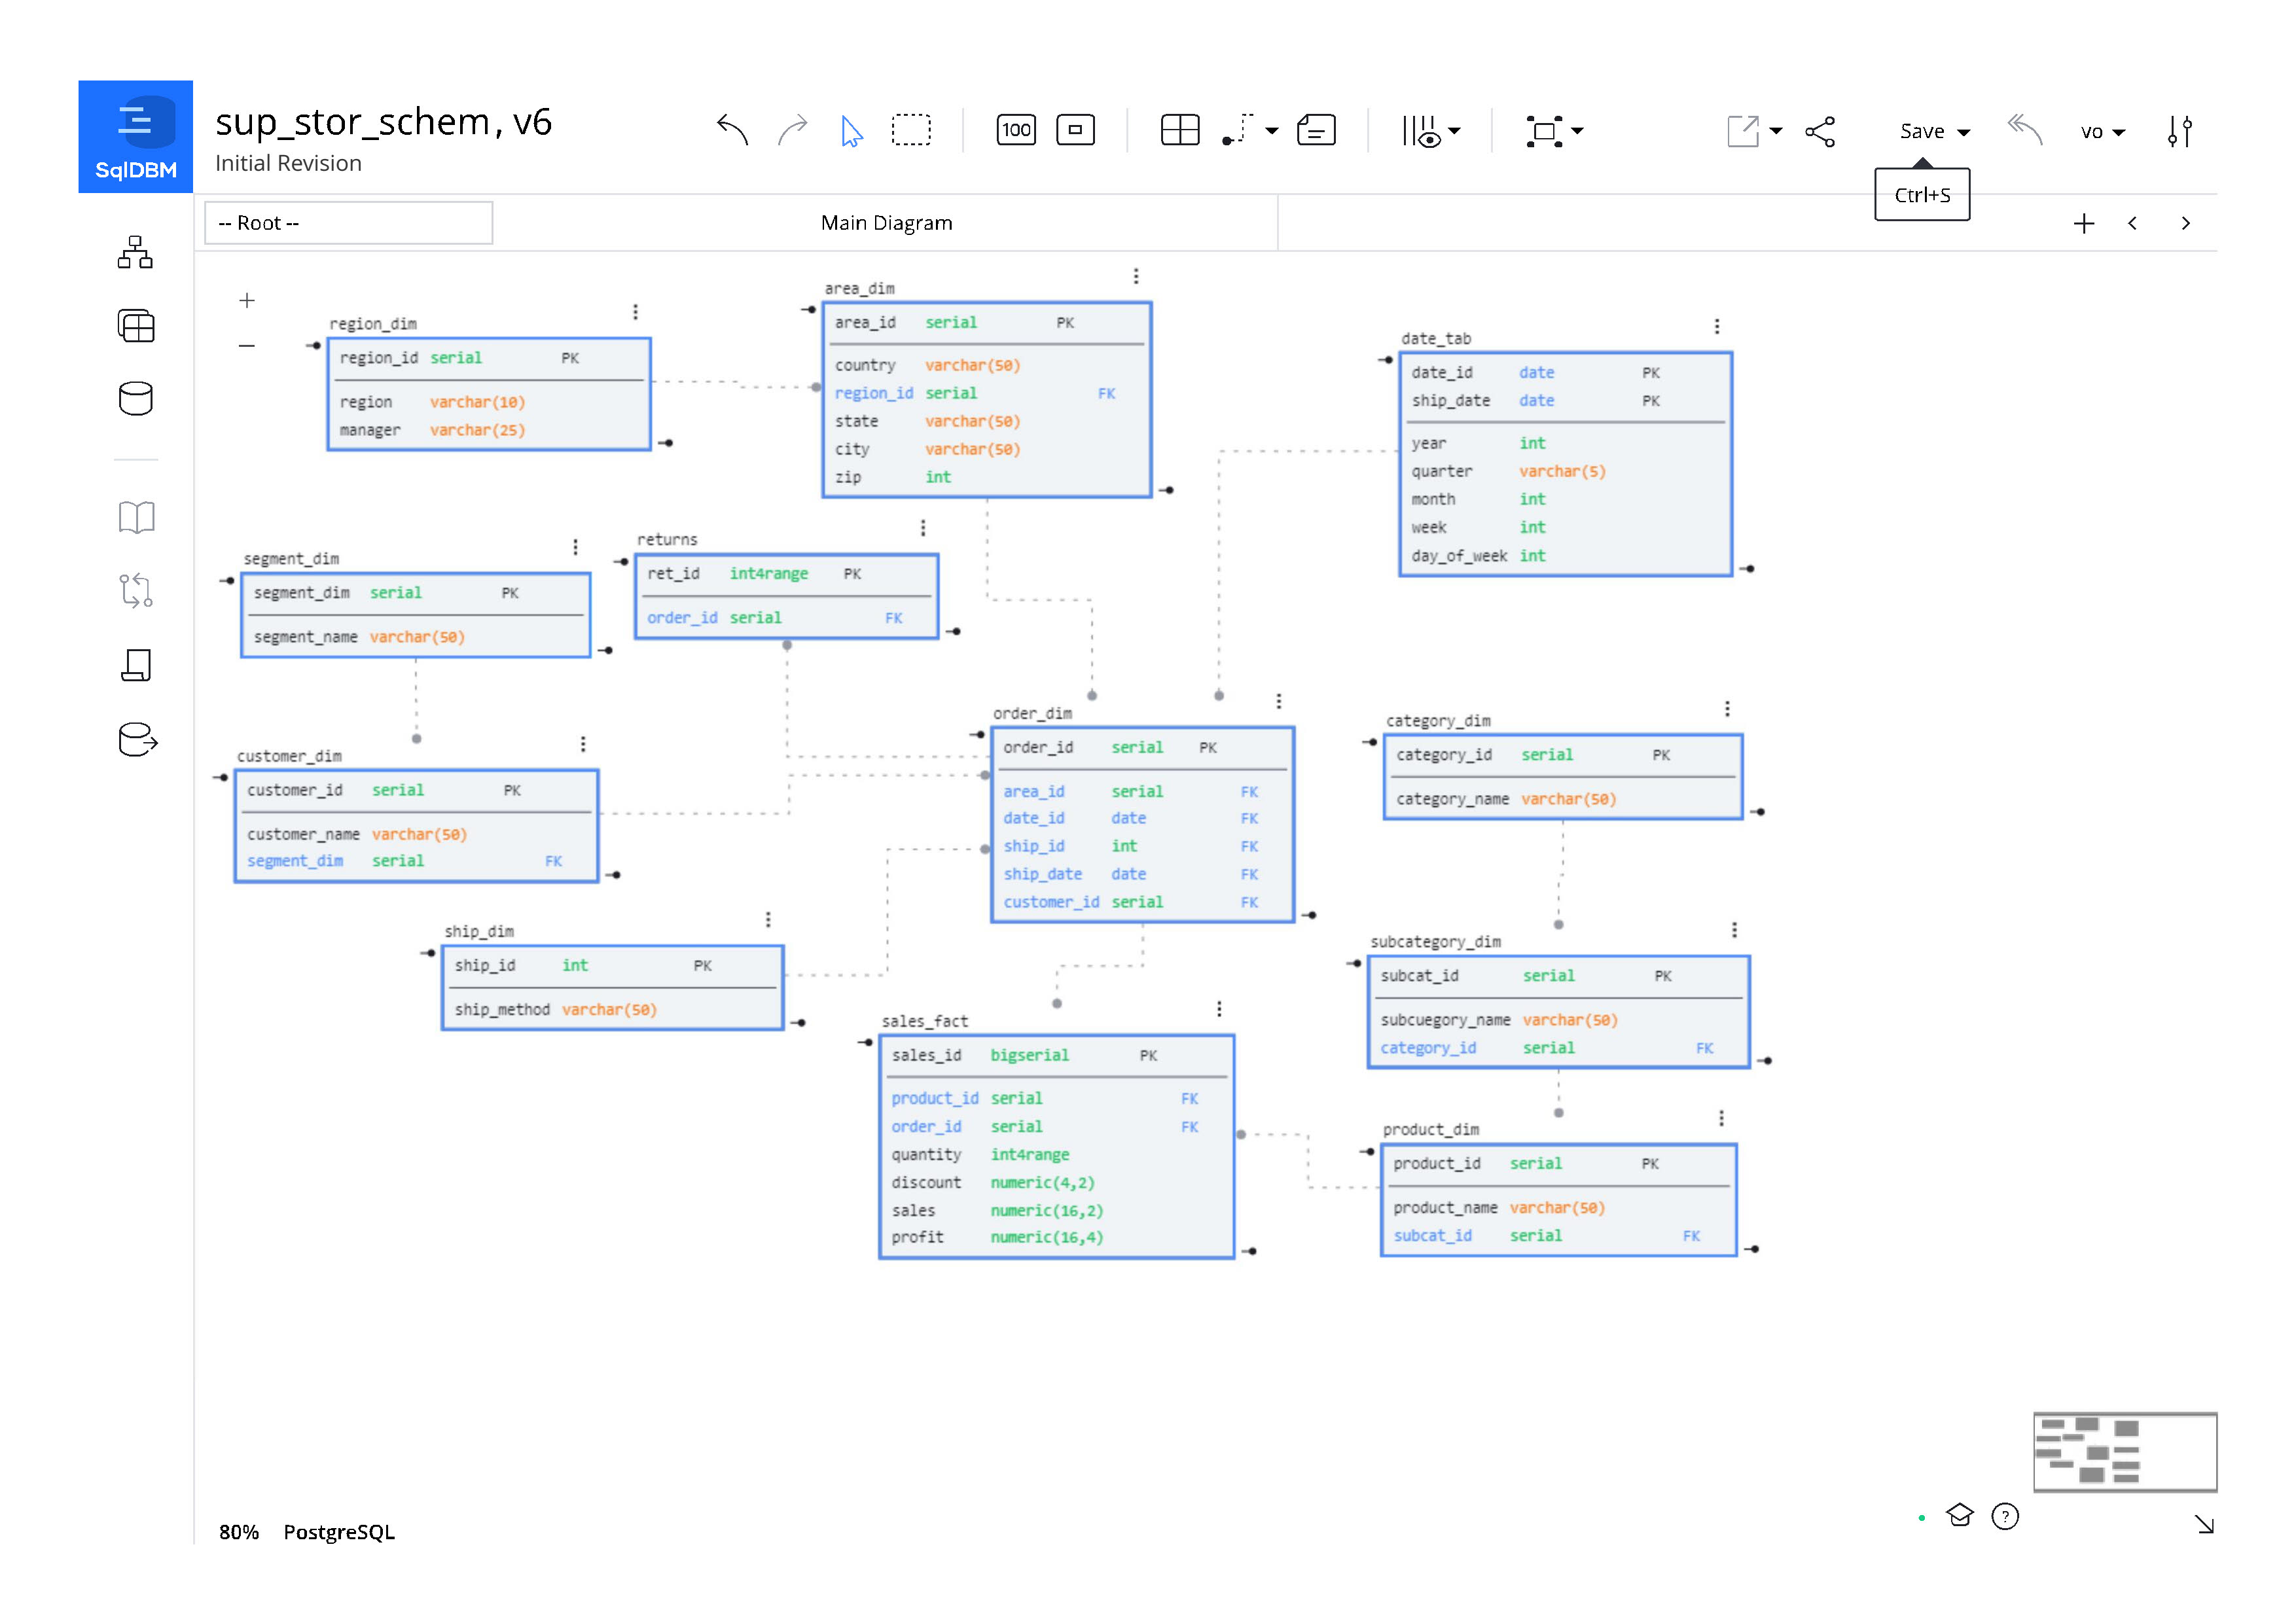 SqlDBM
sup_stor_schem, v6
Initial Revision
100
Save
vo
Ctrl+S
-- Root --
Main Diagram
region_dim
region_id serial PK
region varchar(10)
manager varchar(25)
area_dim
area_id serial PK
country varchar(50)
region_id serial FK
state varchar(50)
city varchar(50)
zip int
date_tab
date_id date PK
ship_date date PK
year int
quarter varchar(5)
month int
week int
day_of_week int
segment_dim
segment_dim serial PK
segment_name varchar(50)
returns
ret_id int4range PK
order_id serial FK
customer_dim
customer_id serial PK
customer_name varchar(50)
segment_dim serial FK
order_dim
order_id serial PK
area_id serial FK
date_id date FK
ship_id int FK
ship_date date FK
customer_id serial FK
category_dim
category_id serial PK
category_name varchar(50)
ship_dim
ship_id int PK
ship_method varchar(50)
subcategory_dim
subcat_id serial PK
subcuegory_name varchar(50)
category_id serial FK
sales_fact
sales_id bigserial PK
product_id serial FK
order_id serial FK
quantity int4range
discount numeric(4,2)
sales numeric(16,2)
profit numeric(16,4)
product_dim
product_id serial PK
product_name varchar(50)
subcat_id serial FK
80% PostgreSQL
?